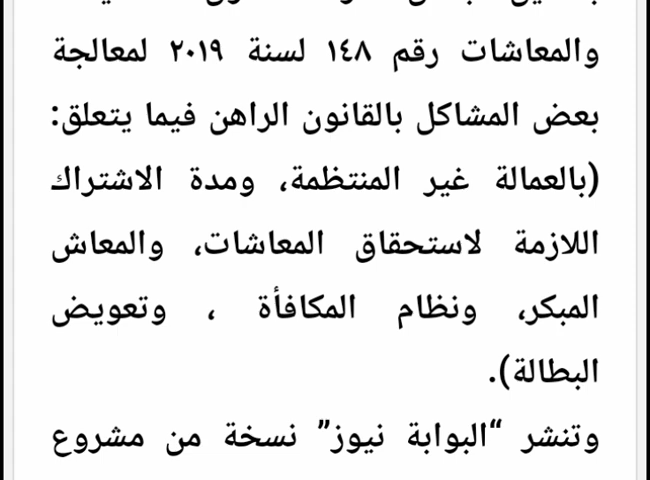 والمعاشات رقم ١٤٨ لسنة ٢٠١٩ لمعالجة
بعض المشاكل بالقانون الراهن فيما يتعلق:
(بالعمالة غير المنتظمة، ومدة الاشتراك
اللازمة لاستحقاق المعاشات، والمعاش
المبكر، ونظام المكافأة ، وتعويض
البطالة).
وتنشر “البوابة نيوز” نسخة من مشروع